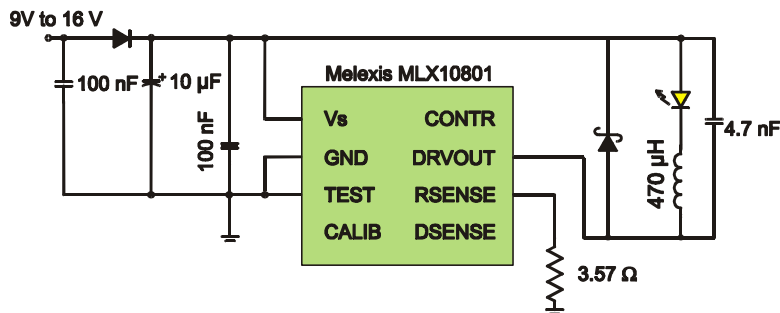 9V to 16 V
100 nF
+ 10 µF
100 nF
Melexis MLX10801
Vs
CONTR
GND
DRVOUT
TEST
RSENSE
CALIB
DSENSE
470 µH
4.7 nF
3.57 Ω